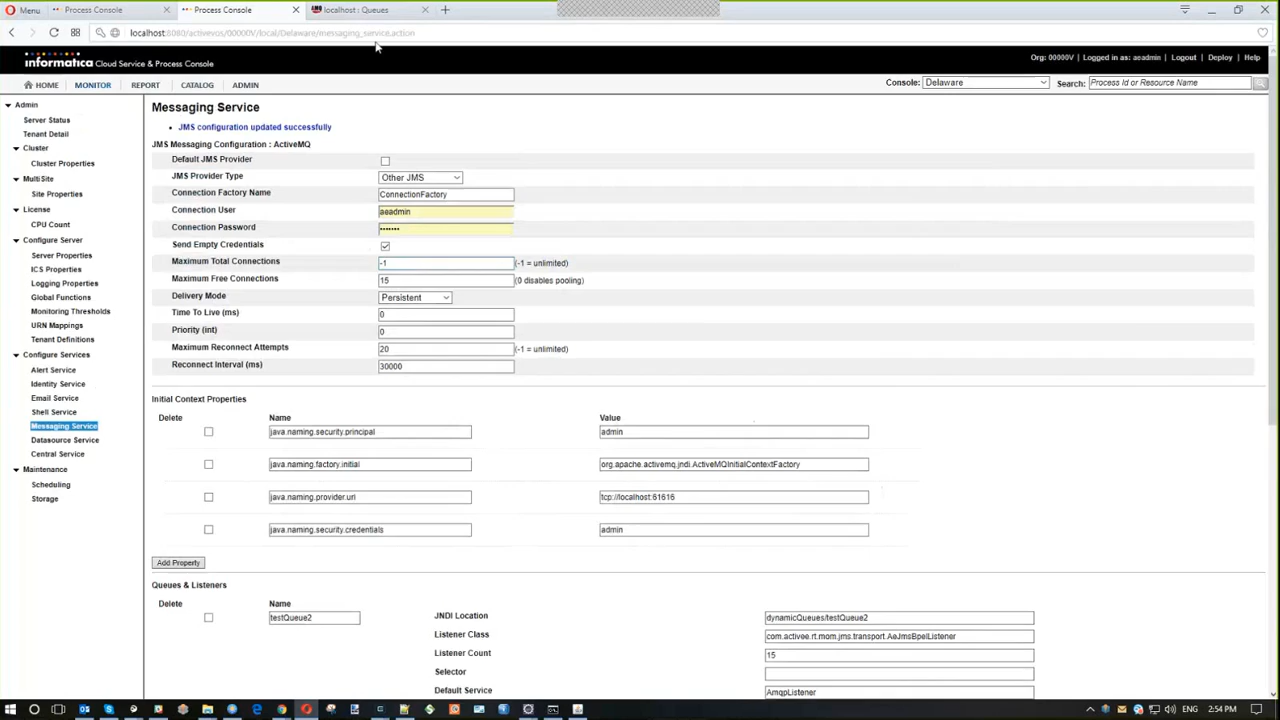 Menu
Process Console
Process Console
localhost : Queues
localhost:8080/activevos/00000V/local/Delaware/messaging_service.action
informatica Cloud Service & Process Console
Org: 00000V | Logged in as: aeadmin | Logout | Deploy | Help
HOME MONITOR REPORT CATALOG ADMIN
Console: Delaware
Search: Process Id or Resource Name
Admin
Server Status
Tenant Detail
Cluster
Cluster Properties
MultiSite
Site Properties
License
CPU Count
Configure Server
Server Properties
ICS Properties
Logging Properties
Global Functions
Monitoring Thresholds
URN Mappings
Tenant Definitions
Configure Services
Alert Service
Identity Service
Email Service
Shell Service
Messaging Service
Datasource Service
Central Service
Maintenance
Scheduling
Storage
Messaging Service
JMS configuration updated successfully
JMS Messaging Configuration : ActiveMQ
Default JMS Provider
JMS Provider Type Other JMS
Connection Factory Name ConnectionFactory
Connection User aeadmin
Connection Password •••••••
Send Empty Credentials
Maximum Total Connections -1 (-1 = unlimited)
Maximum Free Connections 15 (0 disables pooling)
Delivery Mode Persistent
Time To Live (ms) 0
Priority (int) 0
Maximum Reconnect Attempts 20 (-1 = unlimited)
Reconnect Interval (ms) 30000
Initial Context Properties
Delete Name Value
java.naming.security.principal admin
java.naming.factory.initial org.apache.activemq.jndi.ActiveMQInitialContextFactory
java.naming.provider.url tcp://localhost:61616
java.naming.security.credentials admin
Add Property
Queues & Listeners
Delete Name
testQueue2 JNDI Location dynamicQueues/testQueue2
Listener Class com.activee.rt.mom.jms.transport.AeJmsBpelListener
Listener Count 15
Selector
Default Service AmqpListener
2:54 PM